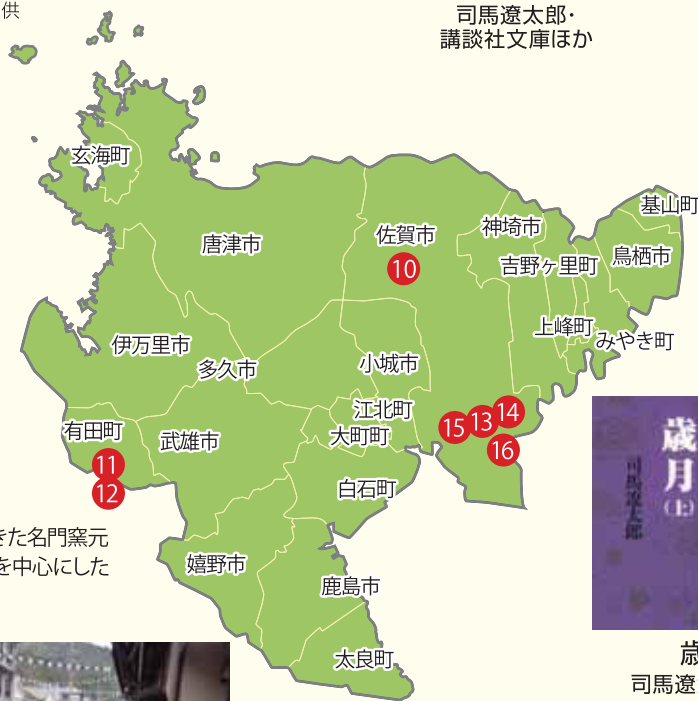 供
司馬遼太郎・
講談社文庫ほか
玄海町
基山町
唐津市
佐賀市
神埼市
吉野ヶ里町
鳥栖市
10
伊万里市
多久市
小城市
上峰町
みやき町
有田町
武雄市
江北町
大町町
15
13
14
16
11
12
白石町
歳月
(上)
司馬遼太郎
きた名門窯元
を中心にした
嬉野市
鹿島市
太良町
歳
司馬遼